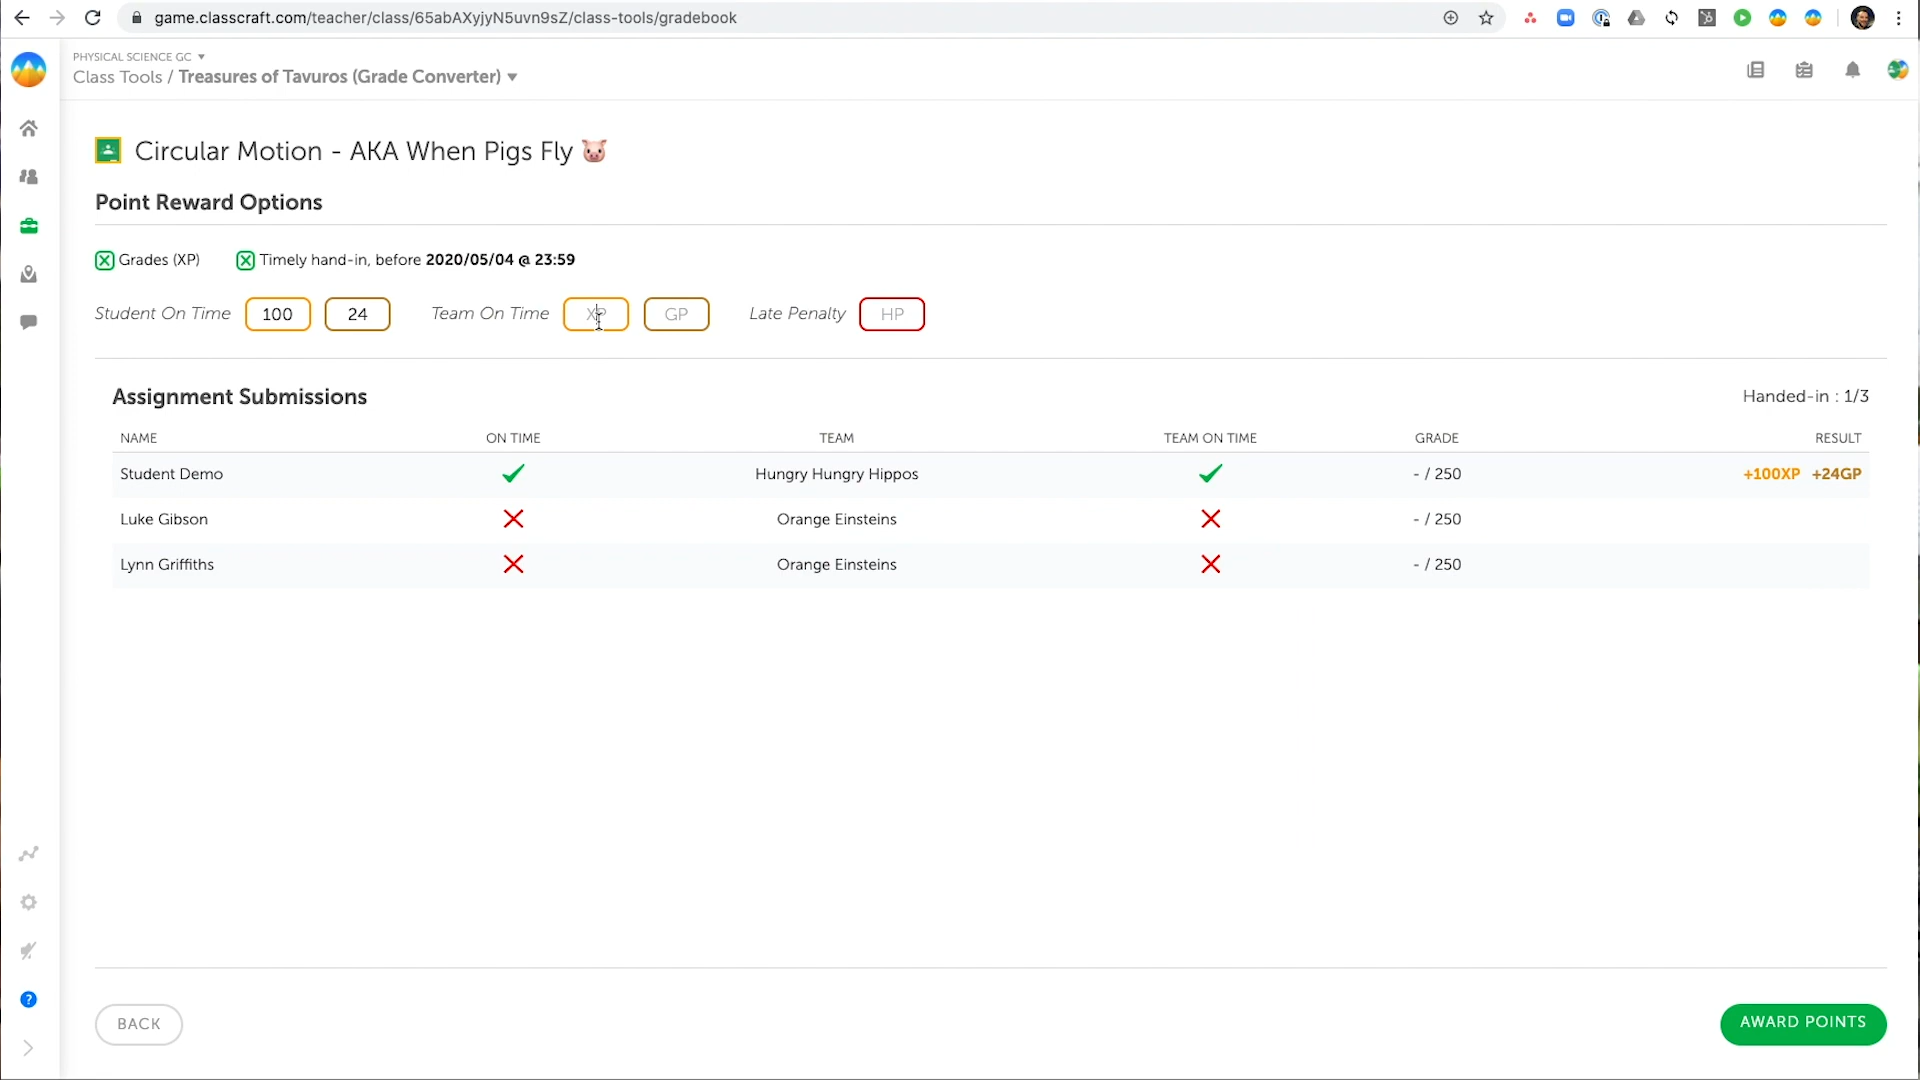 game.classcraft.com/teacher/class/65abAXyjyN5uvn9sZ/class-tools/gradebook
PHYSICAL SCIENCE GC ▾
Class Tools / Treasures of Tavuros (Grade Converter) ▾
Circular Motion - AKA When Pigs Fly 🐷
Point Reward Options
Grades (XP) Timely hand-in, before 2020/05/04 @ 23:59
Student On Time 100 24 Team On Time XP GP Late Penalty HP
Assignment Submissions Handed-in : 1/3
NAME ON TIME TEAM TEAM ON TIME GRADE RESULT
Student Demo Hungry Hungry Hippos - / 250 +100XP +24GP
Luke Gibson Orange Einsteins - / 250
Lynn Griffiths Orange Einsteins - / 250
BACK AWARD POINTS